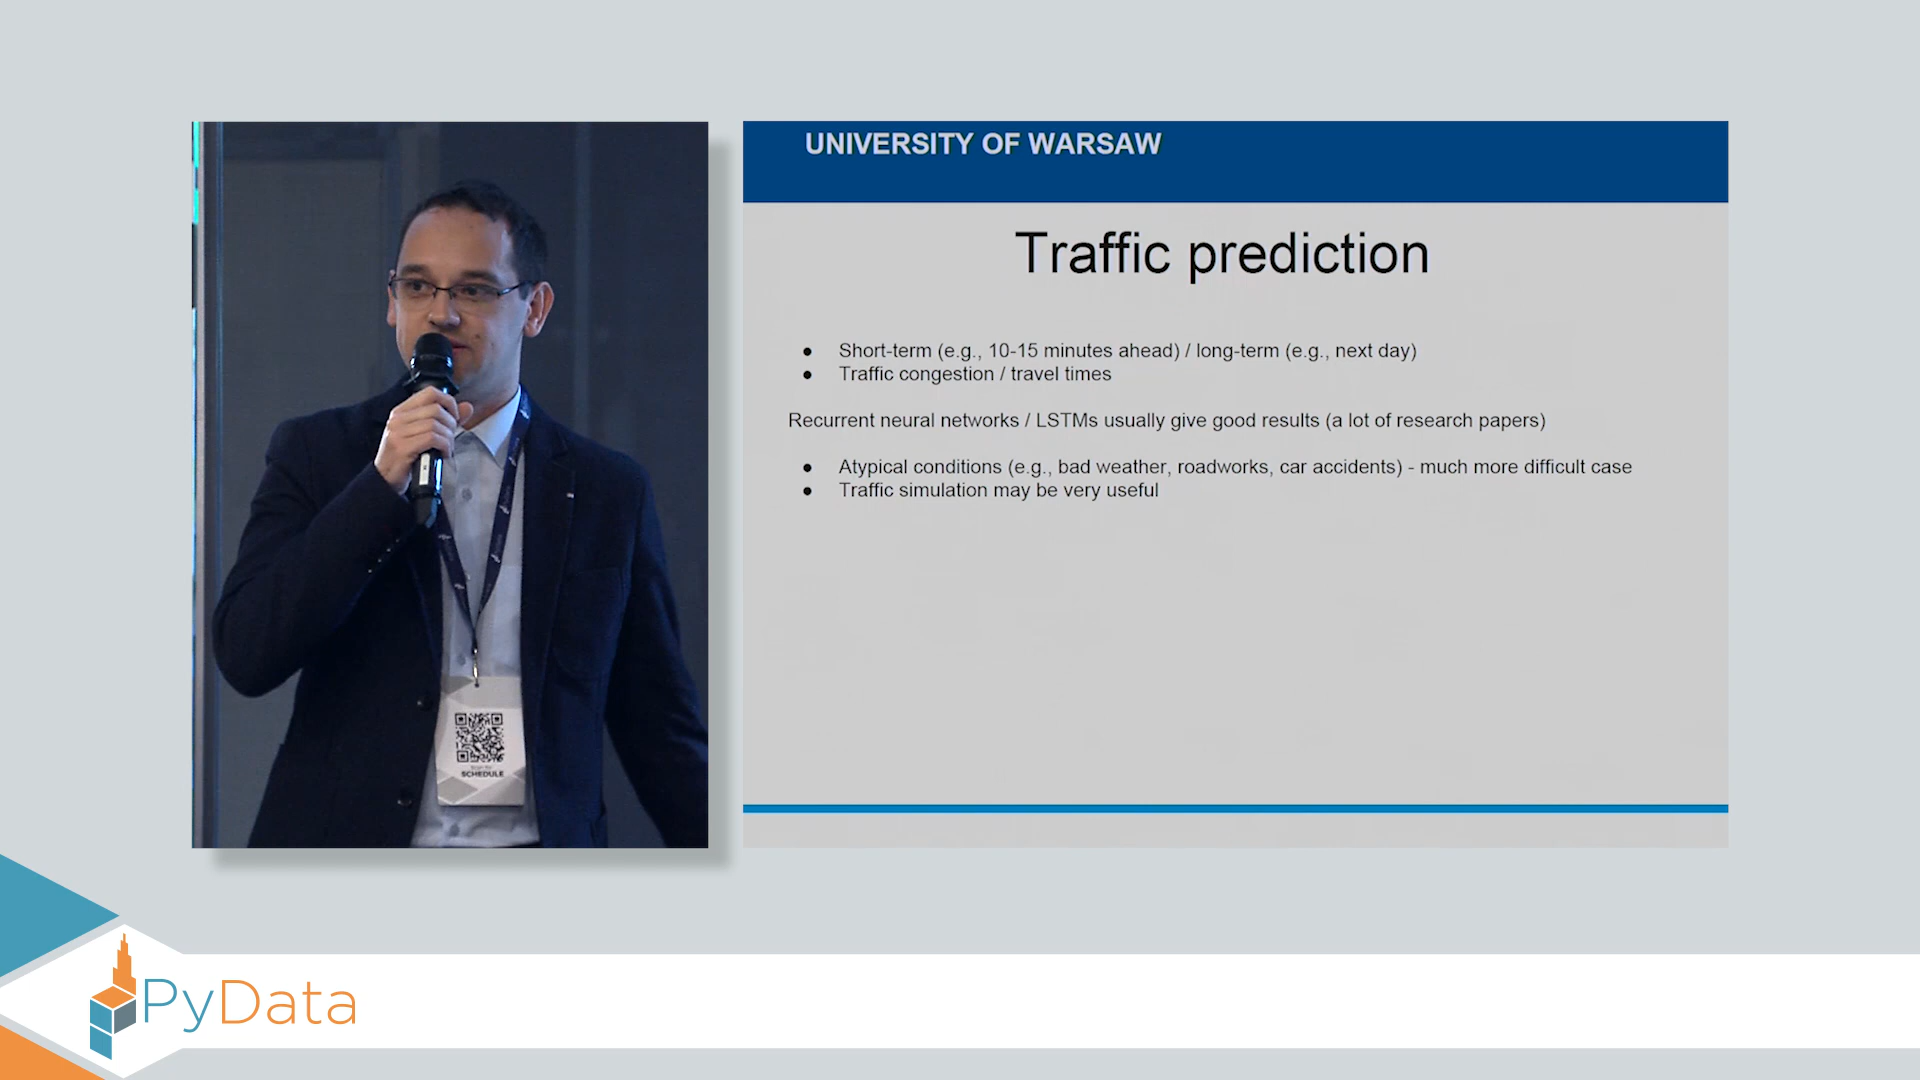 UNIVERSITY OF WARSAW
Traffic prediction
● Short-term (e.g., 10-15 minutes ahead) / long-term (e.g., next day)
● Traffic congestion / travel times
Recurrent neural networks / LSTMs usually give good results (a lot of research papers)
● Atypical conditions (e.g., bad weather, roadworks, car accidents) - much more difficult case
● Traffic simulation may be very useful
SCHEDULE
PyData